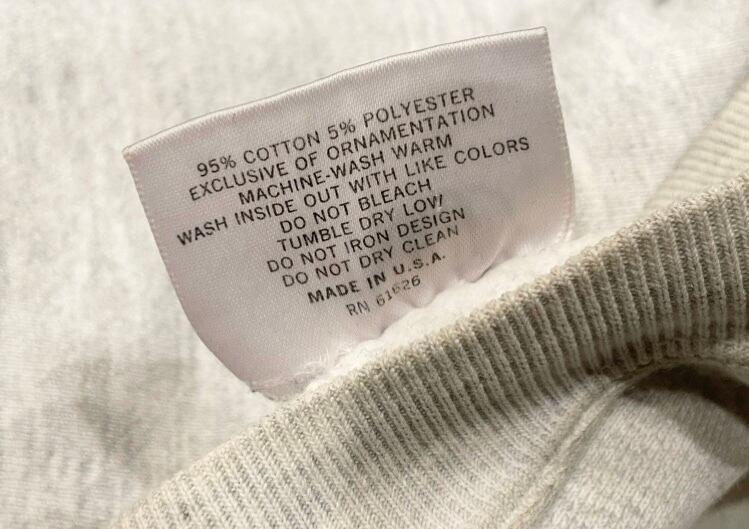 95% COTTON 5% POLYESTER
EXCLUSIVE OF ORNAMENTATION
MACHINE-WASH WARM
WASH INSIDE OUT WITH LIKE COLORS
DO NOT BLEACH
TUMBLE DRY LOW
DO NOT IRON DESIGN
DO NOT DRY CLEAN
MADE IN U.S.A.
RN 61626